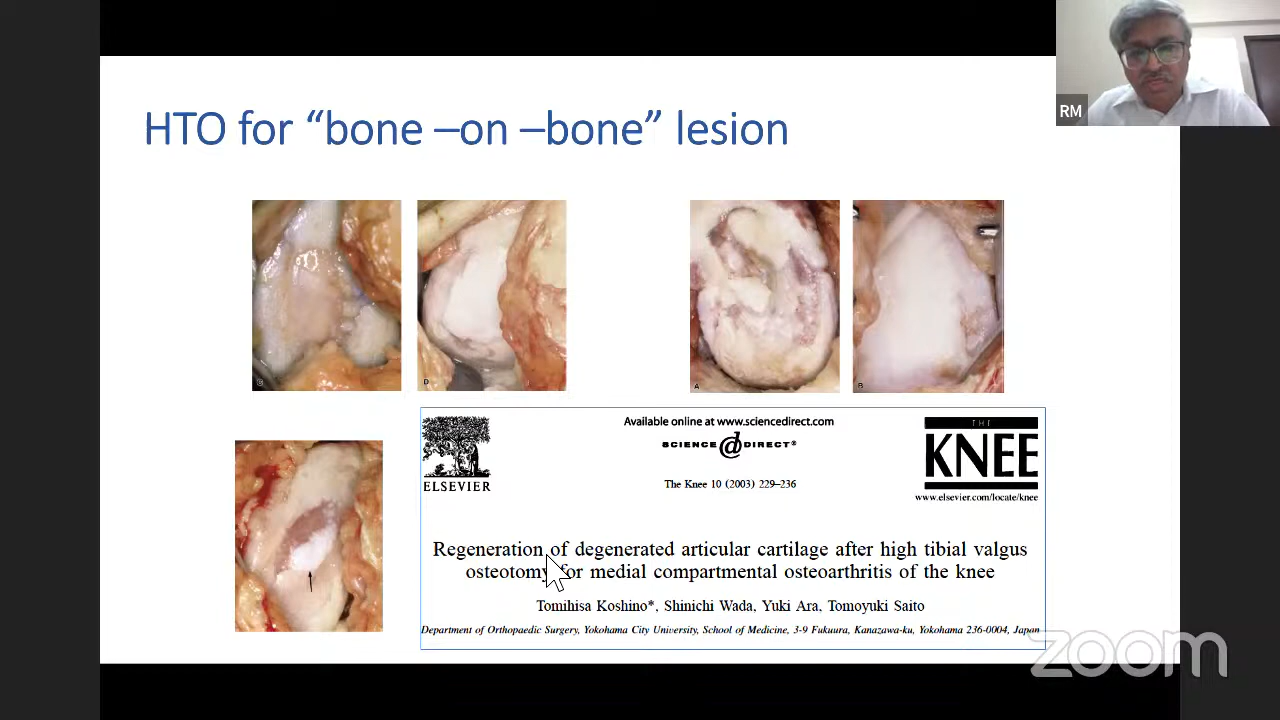 RM
HTO for “bone –on –bone” lesion
C
D
A
B
ELSEVIER
Available online at www.sciencedirect.com
SCIENCE @ DIRECT®
The Knee 10 (2003) 229–236
THE
KNEE
www.elsevier.com/locate/knee
Regeneration of degenerated articular cartilage after high tibial valgus
osteotomy for medial compartmental osteoarthritis of the knee
Tomihisa Koshino*, Shinichi Wada, Yuki Ara, Tomoyuki Saito
Department of Orthopaedic Surgery, Yokohama City University, School of Medicine, 3-9 Fukuura, Kanazawa-ku, Yokohama 236-0004, Japan
zoom